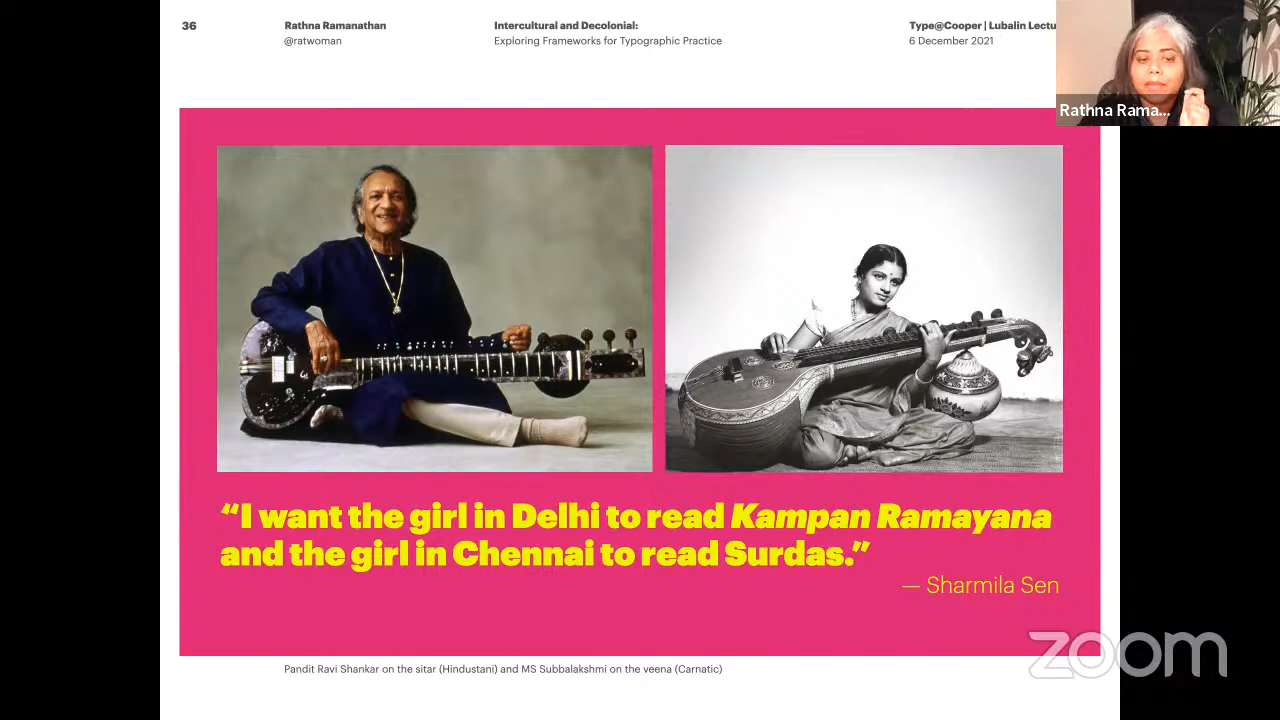 36
Rathna Ramanathan
@ratwoman
Intercultural and Decolonial:
Exploring Frameworks for Typographic Practice
Type@Cooper | Lubalin Lectu
6 December 2021
Rathna Rama...
“I want the girl in Delhi to read Kampan Ramayana
and the girl in Chennai to read Surdas.”
— Sharmila Sen
zoom
Pandit Ravi Shankar on the sitar (Hindustani) and MS Subbalakshmi on the veena (Carnatic)